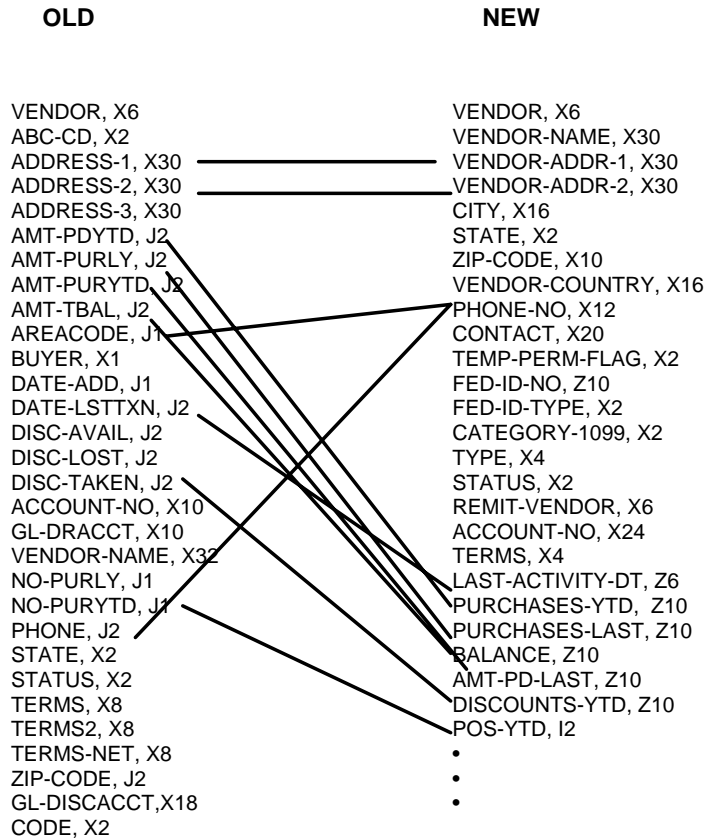 OLD
NEW
VENDOR, X6
ABC-CD, X2
ADDRESS-1, X30
ADDRESS-2, X30
ADDRESS-3, X30
AMT-PDYTD, J2
AMT-PURLY, J2
AMT-PURYTD, J2
AMT-TBAL, J2
AREACODE, J1
BUYER, X1
DATE-ADD, J1
DATE-LSTTXN, J2
DISC-AVAIL, J2
DISC-LOST, J2
DISC-TAKEN, J2
ACCOUNT-NO, X10
GL-DRACCT, X10
VENDOR-NAME, X32
NO-PURLY, J1
NO-PURYTD, J1
PHONE, J2
STATE, X2
STATUS, X2
TERMS, X8
TERMS2, X8
TERMS-NET, X8
ZIP-CODE, J2
GL-DISCACCT,X18
CODE, X2
VENDOR, X6
VENDOR-NAME, X30
VENDOR-ADDR-1, X30
VENDOR-ADDR-2, X30
CITY, X16
STATE, X2
ZIP-CODE, X10
VENDOR-COUNTRY, X16
PHONE-NO, X12
CONTACT, X20
TEMP-PERM-FLAG, X2
FED-ID-NO, Z10
FED-ID-TYPE, X2
CATEGORY-1099, X2
TYPE, X4
STATUS, X2
REMIT-VENDOR, X6
ACCOUNT-NO, X24
TERMS, X4
LAST-ACTIVITY-DT, Z6
PURCHASES-YTD, Z10
PURCHASES-LAST, Z10
BALANCE, Z10
AMT-PD-LAST, Z10
DISCOUNTS-YTD, Z10
POS-YTD, I2
•
•
•